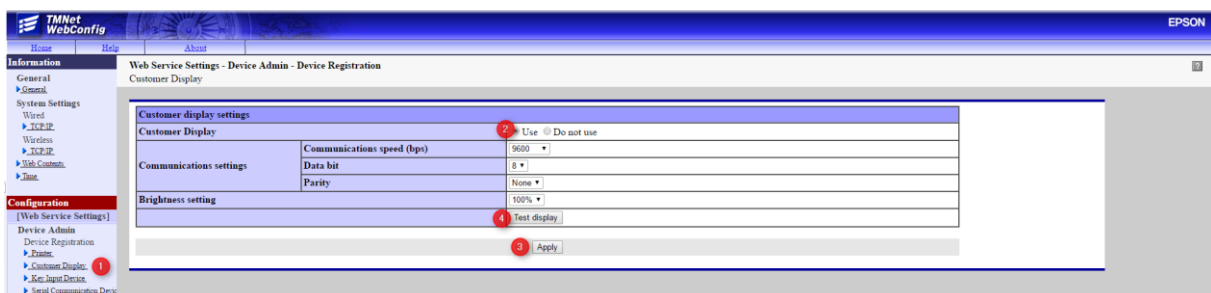 TMNet
WebConfig
EPSON
Home Help About
Information
General
General
System Settings
Wired
TCP/IP
Wireless
TCP/IP
Web Contents
Time
Configuration
[Web Service Settings]
Device Admin
Device Registration
Printer
Customer Display 1
Key Input Device
Serial Communication Devic
Web Service Settings - Device Admin - Device Registration
Customer Display
?
Customer display settings
Customer Display 2 Use Do not use
Communications settings
Communications speed (bps) 9600
Data bit 8
Parity None
Brightness setting 100%
4 Test display
3 Apply